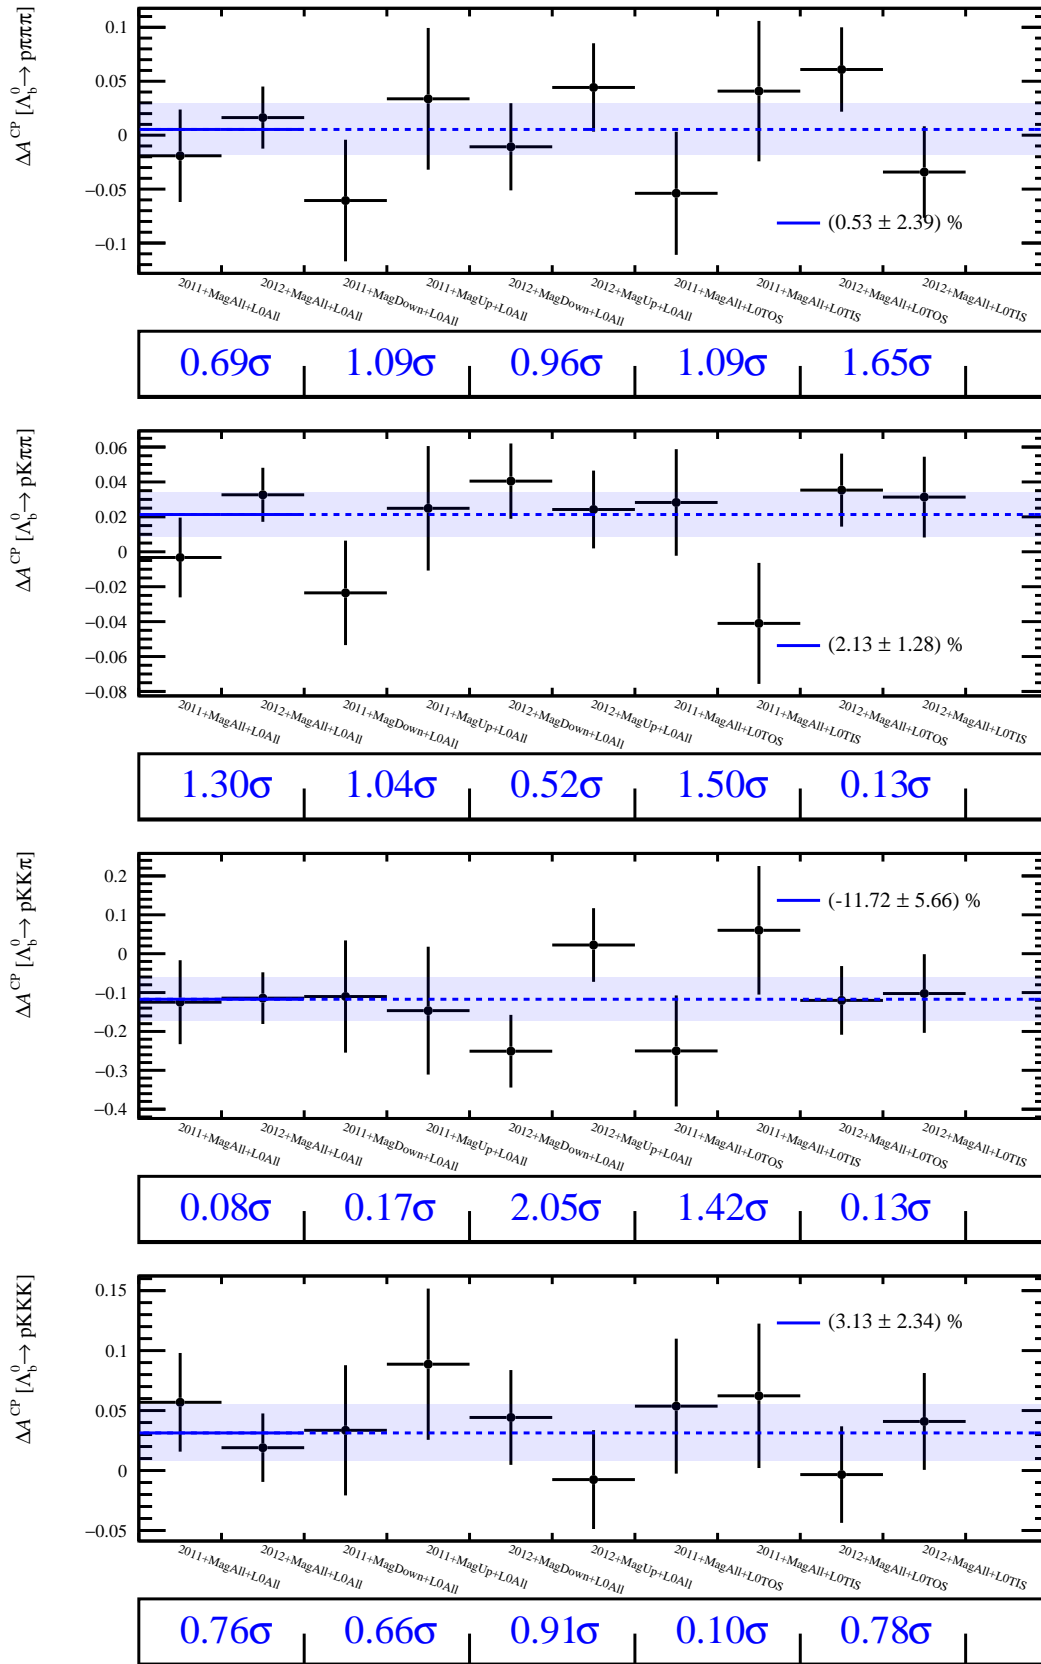 ΔA^CP [Λ_b^0→ pπππ]
0.1
0.05
0
−0.05
−0.1
(0.53 ± 2.39) %
2011+MagAll+L0All
2012+MagAll+L0All
2011+MagDown+L0All
2011+MagUp+L0All
2012+MagDown+L0All
2012+MagUp+L0All
2011+MagAll+L0TOS
2011+MagAll+L0TIS
2012+MagAll+L0TOS
2012+MagAll+L0TIS
0.69σ 1.09σ 0.96σ 1.09σ 1.65σ
ΔA^CP [Λ_b^0→ pKππ]
0.06
0.04
0.02
0
−0.02
−0.04
−0.06
−0.08
(2.13 ± 1.28) %
2011+MagAll+L0All
2012+MagAll+L0All
2011+MagDown+L0All
2011+MagUp+L0All
2012+MagDown+L0All
2012+MagUp+L0All
2011+MagAll+L0TOS
2011+MagAll+L0TIS
2012+MagAll+L0TOS
2012+MagAll+L0TIS
1.30σ 1.04σ 0.52σ 1.50σ 0.13σ
ΔA^CP [Λ_b^0→ pKKπ]
0.2
0.1
0
−0.1
−0.2
−0.3
−0.4
(-11.72 ± 5.66) %
2011+MagAll+L0All
2012+MagAll+L0All
2011+MagDown+L0All
2011+MagUp+L0All
2012+MagDown+L0All
2012+MagUp+L0All
2011+MagAll+L0TOS
2011+MagAll+L0TIS
2012+MagAll+L0TOS
2012+MagAll+L0TIS
0.08σ 0.17σ 2.05σ 1.42σ 0.13σ
ΔA^CP [Λ_b^0→ pKKK]
0.15
0.1
0.05
0
−0.05
(3.13 ± 2.34) %
2011+MagAll+L0All
2012+MagAll+L0All
2011+MagDown+L0All
2011+MagUp+L0All
2012+MagDown+L0All
2012+MagUp+L0All
2011+MagAll+L0TOS
2011+MagAll+L0TIS
2012+MagAll+L0TOS
2012+MagAll+L0TIS
0.76σ 0.66σ 0.91σ 0.10σ 0.78σ